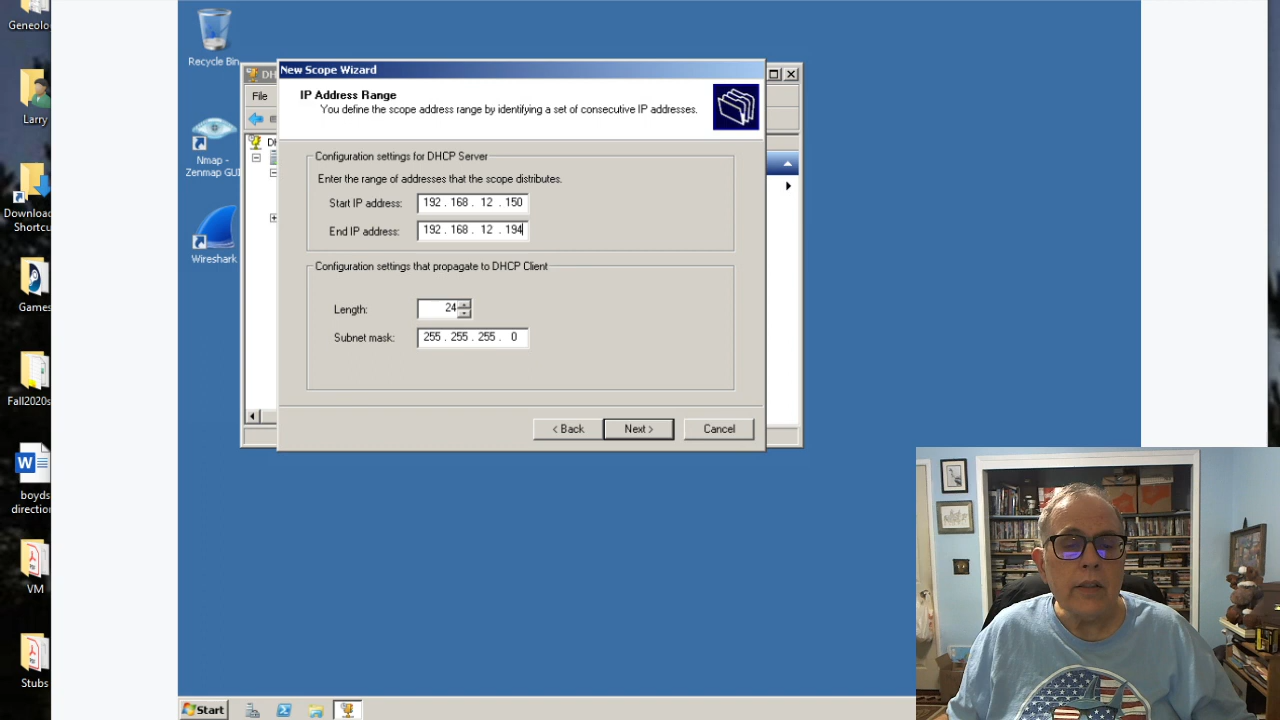 Geneolo
Larry
Downloa
Shortcu
Games
Fall2020s
boyds
direction
VM
Stubs
Recycle Bin
Nmap -
Zenmap GUI
Wireshark
DH
File
DH
New Scope Wizard
IP Address Range
You define the scope address range by identifying a set of consecutive IP addresses.
Configuration settings for DHCP Server
Enter the range of addresses that the scope distributes.
Start IP address: 192 . 168 . 12 . 150
End IP address: 192 . 168 . 12 . 194
Configuration settings that propagate to DHCP Client
Length: 24
Subnet mask: 255 . 255 . 255 . 0
< Back Next > Cancel
Start